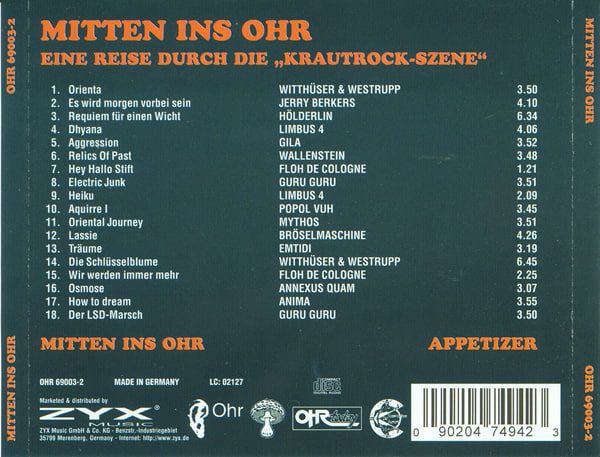 MITTEN INS OHR
EINE REISE DURCH DIE „KRAUTROCK-SZENE“
1. Orienta WITTHÜSER & WESTRUPP 3.50
2. Es wird morgen vorbei sein JERRY BERKERS 4.10
3. Requiem für einen Wicht HÖLDERLIN 6.34
4. Dhyana LIMBUS 4 4.06
5. Aggression GILA 3.52
6. Relics Of Past WALLENSTEIN 3.48
7. Hey Hallo Stift FLOH DE COLOGNE 1.21
8. Electric Junk GURU GURU 3.51
9. Heiku LIMBUS 4 2.09
10. Aquirre I POPOL VUH 3.45
11. Oriental Journey MYTHOS 3.51
12. Lassie BRÖSELMASCHINE 4.26
13. Träume EMTIDI 3.19
14. Die Schlüsselblume WITTHÜSER & WESTRUPP 6.45
15. Wir werden immer mehr FLOH DE COLOGNE 2.25
16. Osmose ANNEXUS QUAM 3.07
17. How to dream ANIMA 3.55
18. Der LSD-Marsch GURU GURU 3.50
MITTEN INS OHR APPETIZER
OHR 69003-2 MADE IN GERMANY LC: 02127
Marketed & distributed by
ZYX
MUSIC
ZYX Music GmbH & Co. KG - Benzstr.-Industriegebiet
35799 Merenberg, Germany - Internet: http://www.zyx.de
Ohr
OHR today
COMPACT
disc
DIGITAL AUDIO
0 90204 74942 3
OHR 69003-2
MITTEN INS OHR
MITTEN INS OHR
OHR 69003-2